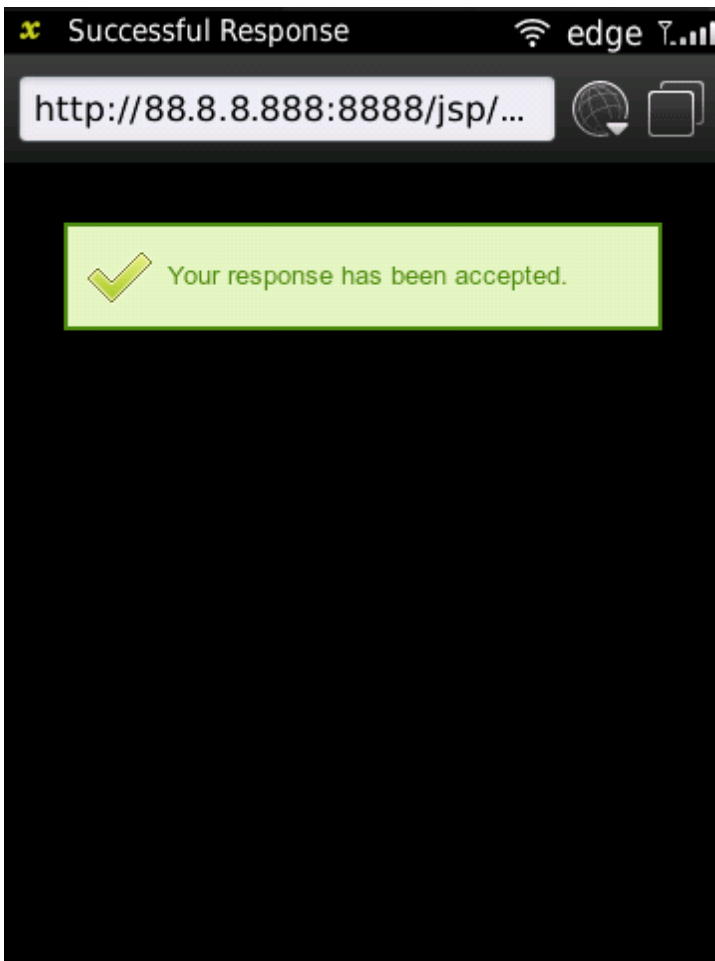 x Successful Response edge
http://88.8.8.888:8888/jsp/...
Your response has been accepted.